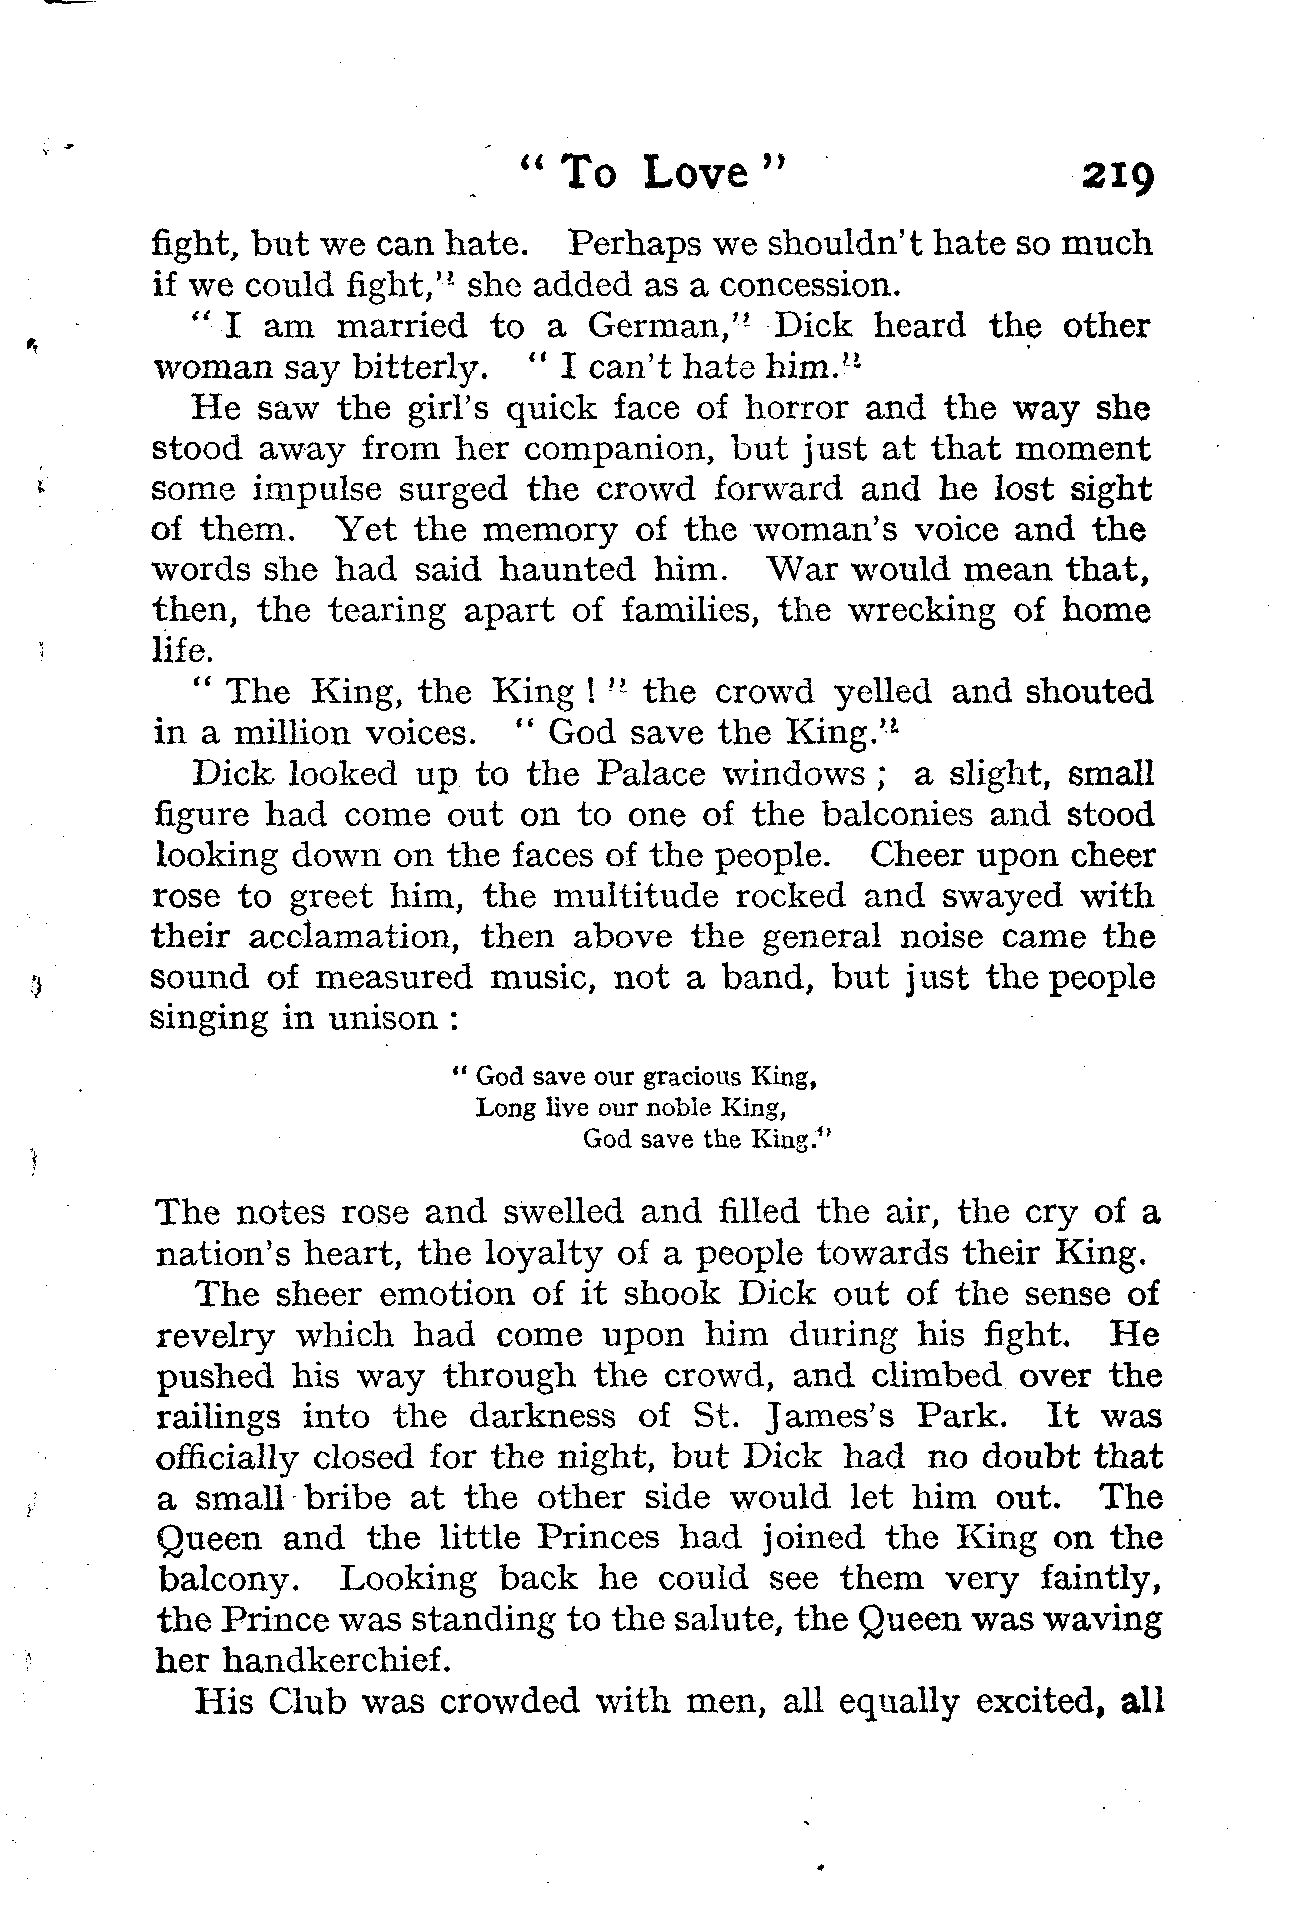 “ To Love ” 219
fight, but we can hate. Perhaps we shouldn’t hate so much
if we could fight,” she added as a concession.
“ I am married to a German,” Dick heard the other
woman say bitterly. “ I can’t hate him.”
He saw the girl’s quick face of horror and the way she
stood away from her companion, but just at that moment
some impulse surged the crowd forward and he lost sight
of them. Yet the memory of the woman’s voice and the
words she had said haunted him. War would mean that,
then, the tearing apart of families, the wrecking of home
life.
“ The King, the King ! ” the crowd yelled and shouted
in a million voices. “ God save the King.”
Dick looked up to the Palace windows ; a slight, small
figure had come out on to one of the balconies and stood
looking down on the faces of the people. Cheer upon cheer
rose to greet him, the multitude rocked and swayed with
their acclamation, then above the general noise came the
sound of measured music, not a band, but just the people
singing in unison :
“ God save our gracious King,
Long live our noble King,
God save the King.”
The notes rose and swelled and filled the air, the cry of a
nation’s heart, the loyalty of a people towards their King.
The sheer emotion of it shook Dick out of the sense of
revelry which had come upon him during his fight. He
pushed his way through the crowd, and climbed over the
railings into the darkness of St. James’s Park. It was
officially closed for the night, but Dick had no doubt that
a small bribe at the other side would let him out. The
Queen and the little Princes had joined the King on the
balcony. Looking back he could see them very faintly,
the Prince was standing to the salute, the Queen was waving
her handkerchief.
His Club was crowded with men, all equally excited, all